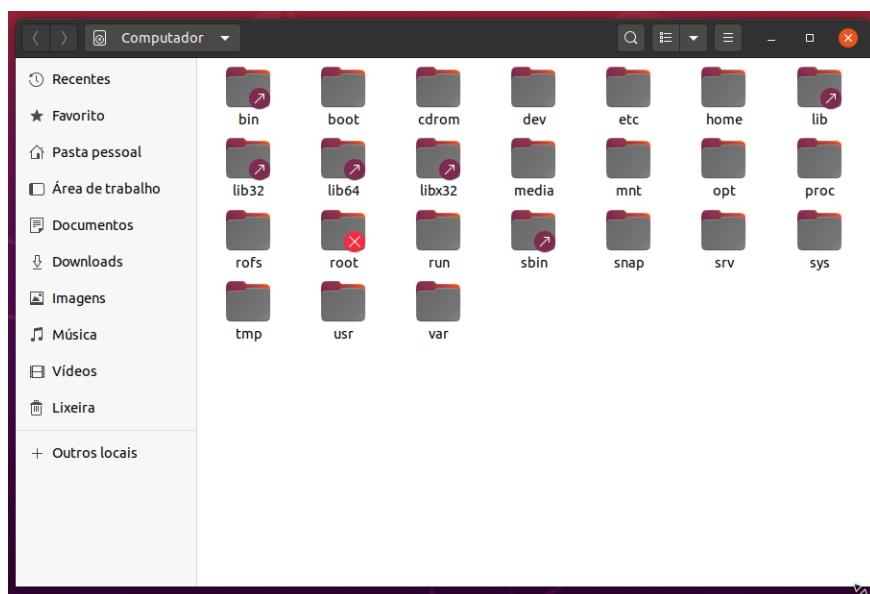 Computador
Recentes
Favorito
Pasta pessoal
Área de trabalho
Documentos
Downloads
Imagens
Música
Vídeos
Lixeira
Outros locais
bin boot cdrom dev etc home lib
lib32 lib64 libx32 media mnt opt proc
rofs root run sbin snap srv sys
tmp usr var